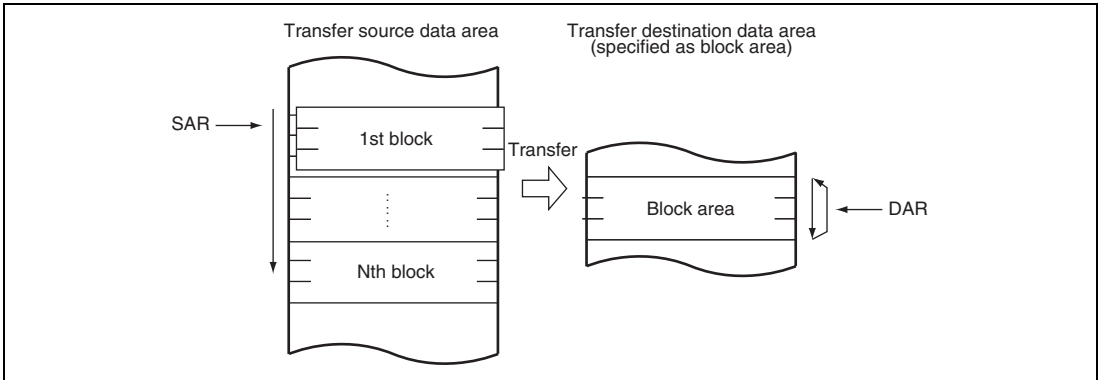 Transfer source data area
Transfer destination data area
(specified as block area)
SAR
1st block
Transfer
Block area
DAR
Nth block